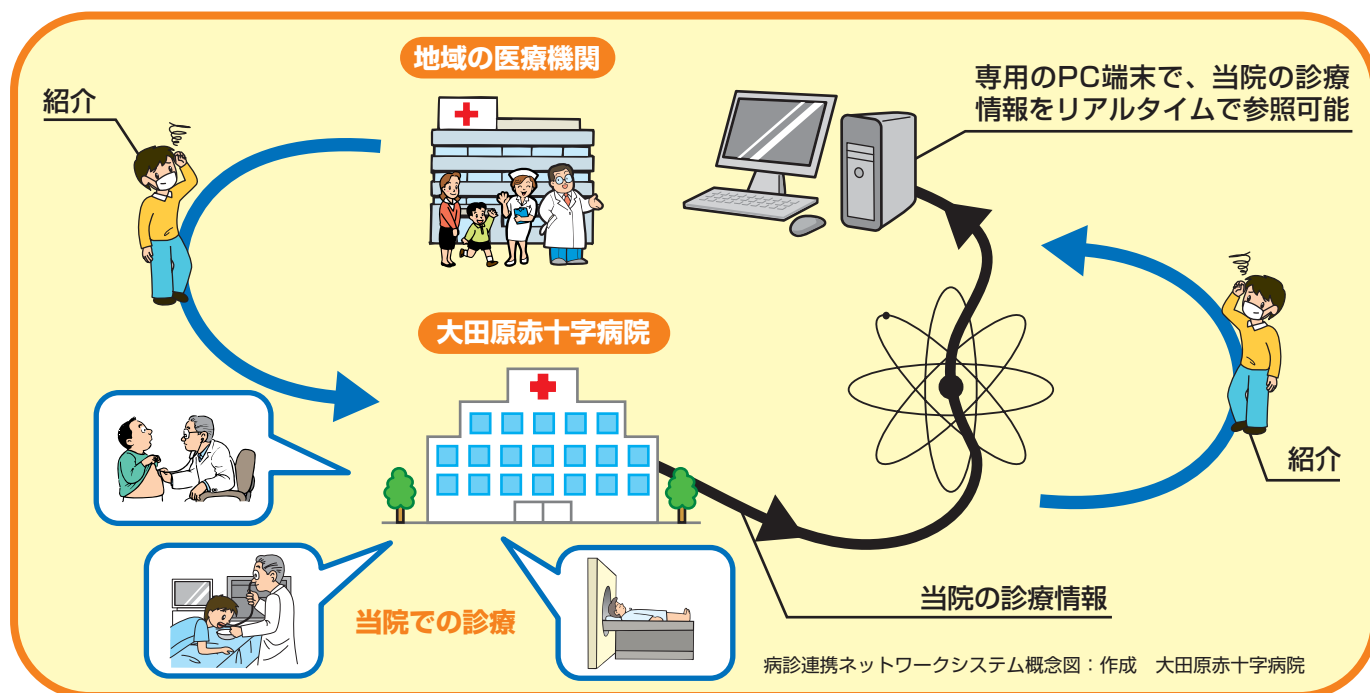 地域の医療機関
紹介
専用のPC端末で、当院の診療
情報をリアルタイムで参照可能
大田原赤十字病院
紹介
当院の診療情報
当院での診療
病診連携ネットワークシステム概念図：作成　大田原赤十字病院